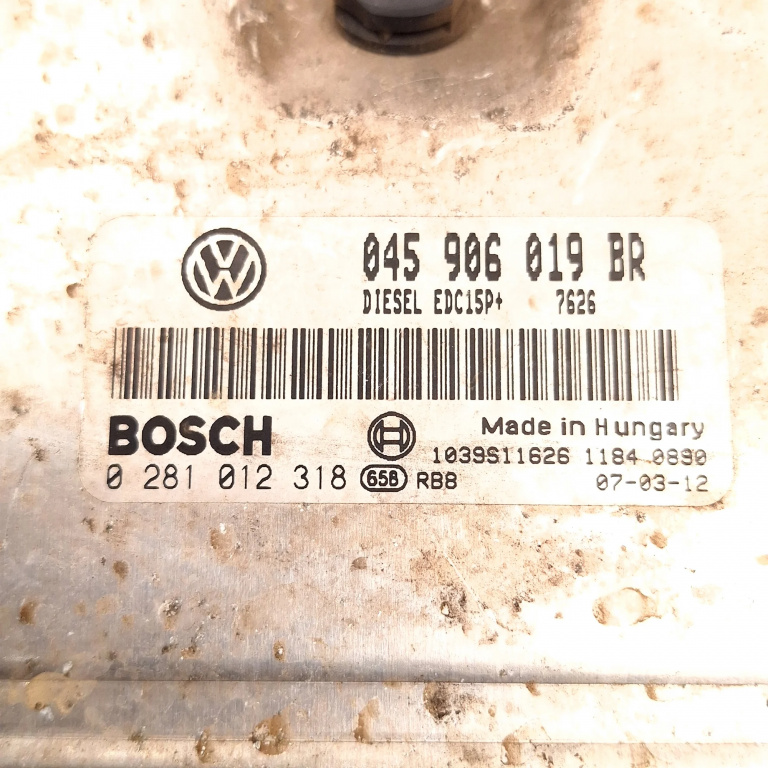 045 906 019 BR
DIESEL EDC15P+ 7626
BOSCH
Made in Hungary
1039S11626 1184 0890
0 281 012 318 65B RB8 07-03-12